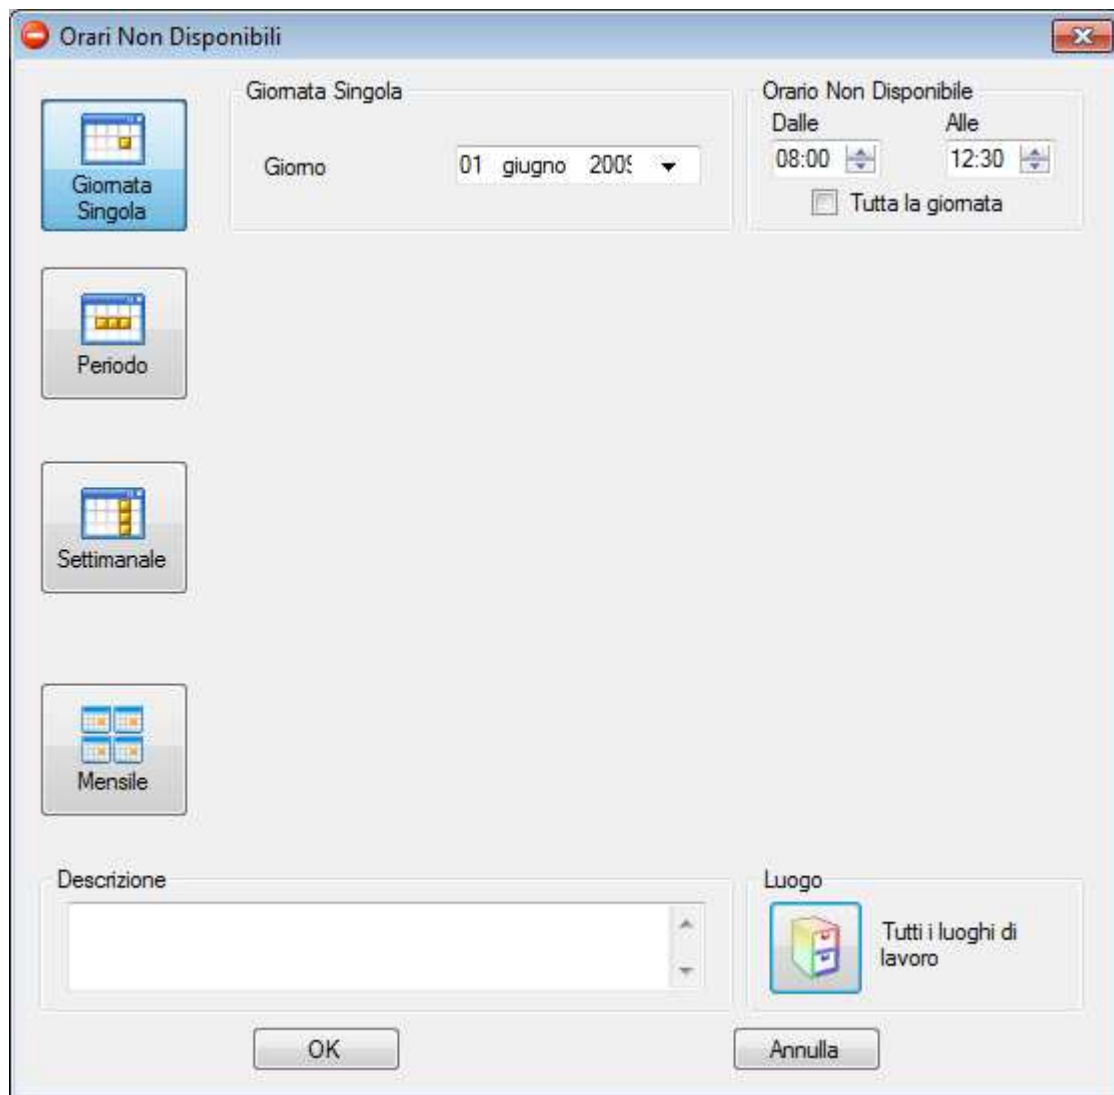 Orari Non Disponibili
Giornata Singola
Giornata Singola
Giorno
01 giugno 2009
Orario Non Disponibile
Dalle
Alle
08:00
12:30
Tutta la giornata
Periodo
Settimanale
Mensile
Descrizione
Luogo
Tutti i luoghi di
lavoro
OK
Annulla